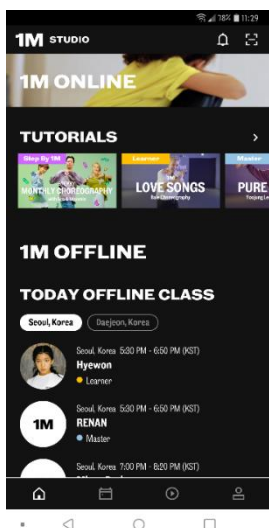 18% 11:29
1M STUDIO
1M ONLINE
TUTORIALS
Step By 1M
Learner
Master
MONTHLY CHOREOGRAPHY
LOVE SONGS
PURE
1M OFFLINE
TODAY OFFLINE CLASS
Seoul, Korea
Daejeon, Korea
Seoul, Korea 5:30 PM - 6:50 PM (KST)
Hyewon
Learner
1M
Seoul, Korea 5:30 PM - 6:50 PM (KST)
RENAN
Master
Seoul, Korea 7:00 PM - 8:20 PM (KST)